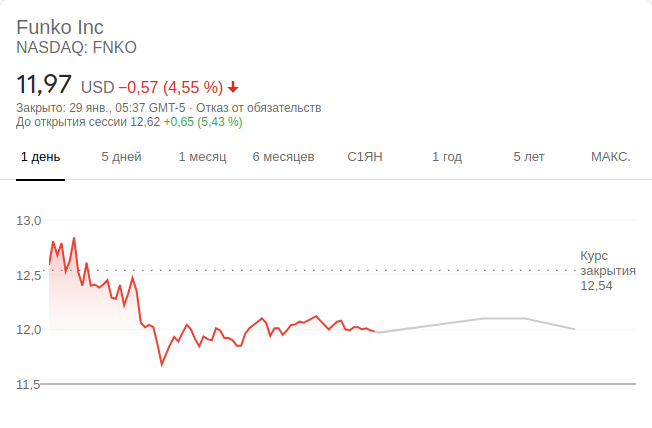 Funko Inc
NASDAQ: FNKO
11,97 USD −0,57 (4,55 %)
Закрыто: 29 янв., 05:37 GMT-5 · Отказ от обязательств
До открытия сессии 12,62 +0,65 (5,43 %)
1 день 5 дней 1 месяц 6 месяцев С1ЯН 1 год 5 лет МАКС.
13,0
Курс
закрытия
12,54
12,5
12,0
11,5